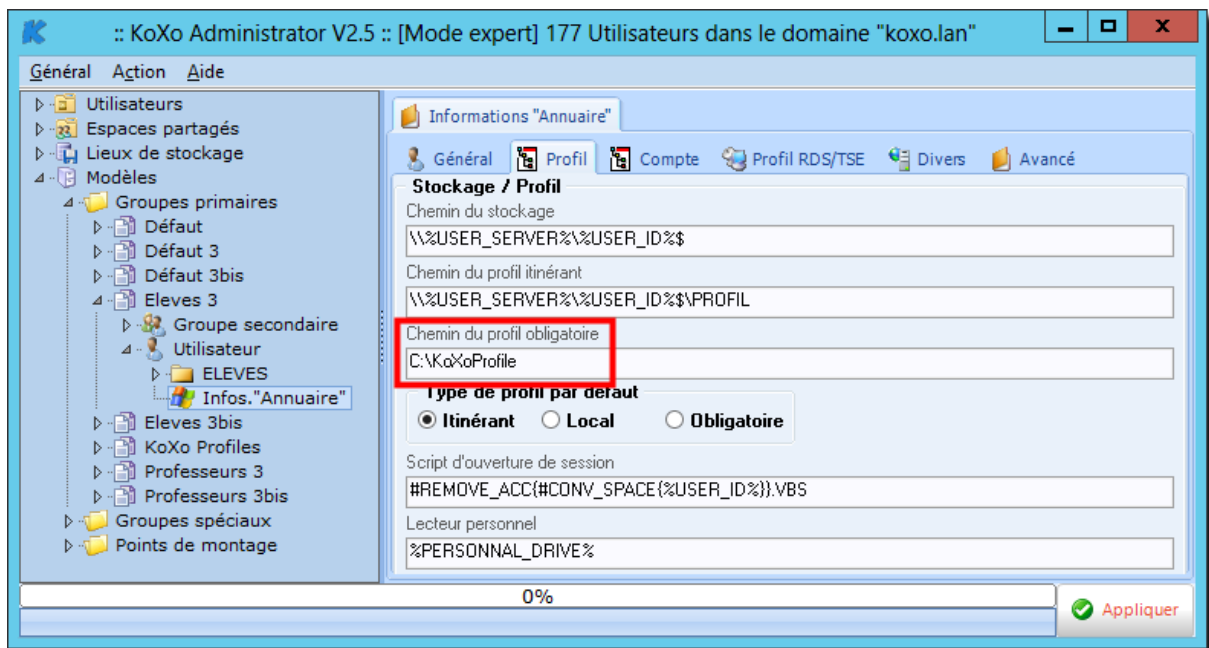 :: KoXo Administrator V2.5 :: [Mode expert] 177 Utilisateurs dans le domaine "koxo.lan"
Général Action Aide
Utilisateurs
Espaces partagés
Lieux de stockage
Modèles
Groupes primaires
Défaut
Défaut 3
Défaut 3bis
Eleves 3
Groupe secondaire
Utilisateur
ELEVES
Infos."Annuaire"
Eleves 3bis
KoXo Profiles
Professeurs 3
Professeurs 3bis
Groupes spéciaux
Points de montage
Informations "Annuaire"
Général Profil Compte Profil RDS/TSE Divers Avancé
Stockage / Profil
Chemin du stockage
\\%USER_SERVER%\%USER_ID%$
Chemin du profil itinérant
\\%USER_SERVER%\%USER_ID%$\PROFIL
Chemin du profil obligatoire
C:\KoXoProfile
Type de profil par défaut
Itinérant Local Obligatoire
Script d'ouverture de session
#REMOVE_ACC{#CONV_SPACE{%USER_ID%}}.VBS
Lecteur personnel
%PERSONNAL_DRIVE%
0%
Appliquer